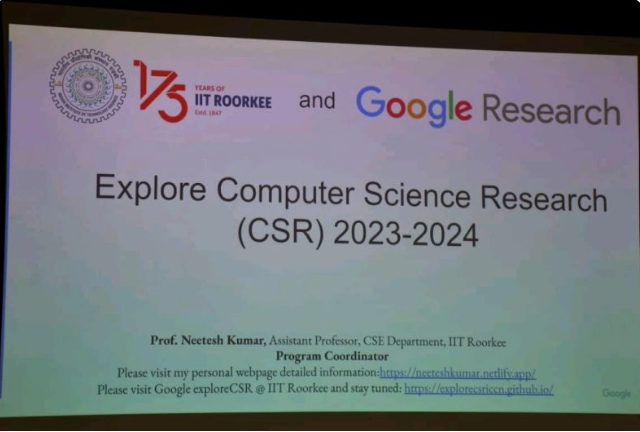 175
YEARS OF
IIT ROORKEE
Estd. 1847
and
Google Research
Explore Computer Science Research
(CSR) 2023-2024
Prof. Neetesh Kumar, Assistant Professor, CSE Department, IIT Roorkee
Program Coordinator
Please visit my personal webpage detailed information:https://neeteshkumar.netlify.app/
Please visit Google exploreCSR @ IIT Roorkee and stay tuned: https://explorecsriccn.github.io/
Google